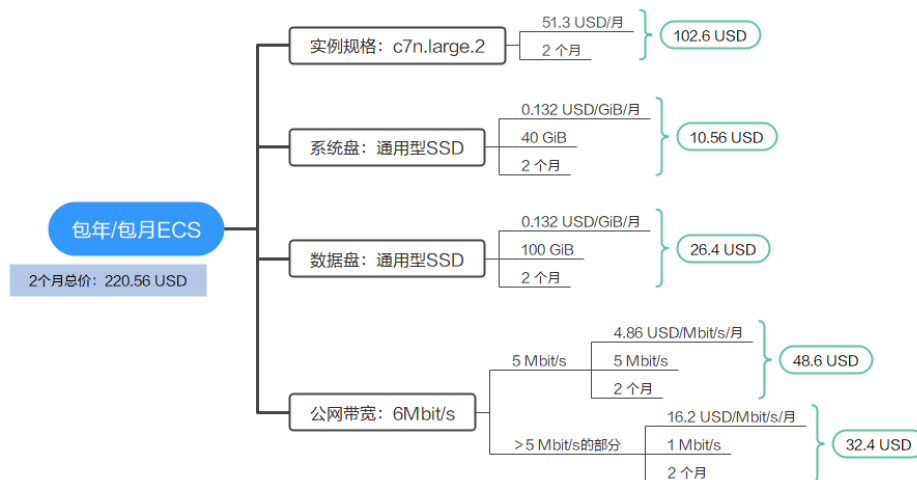 包年/包月ECS
2个月总价：220.56 USD
实例规格：c7n.large.2
51.3 USD/月
2 个月
102.6 USD
系统盘：通用型SSD
0.132 USD/GiB/月
40 GiB
2 个月
10.56 USD
数据盘：通用型SSD
0.132 USD/GiB/月
100 GiB
2 个月
26.4 USD
公网带宽：6Mbit/s
5 Mbit/s
4.86 USD/Mbit/s/月
5 Mbit/s
2 个月
48.6 USD
＞5 Mbit/s的部分
16.2 USD/Mbit/s/月
1 Mbit/s
2 个月
32.4 USD